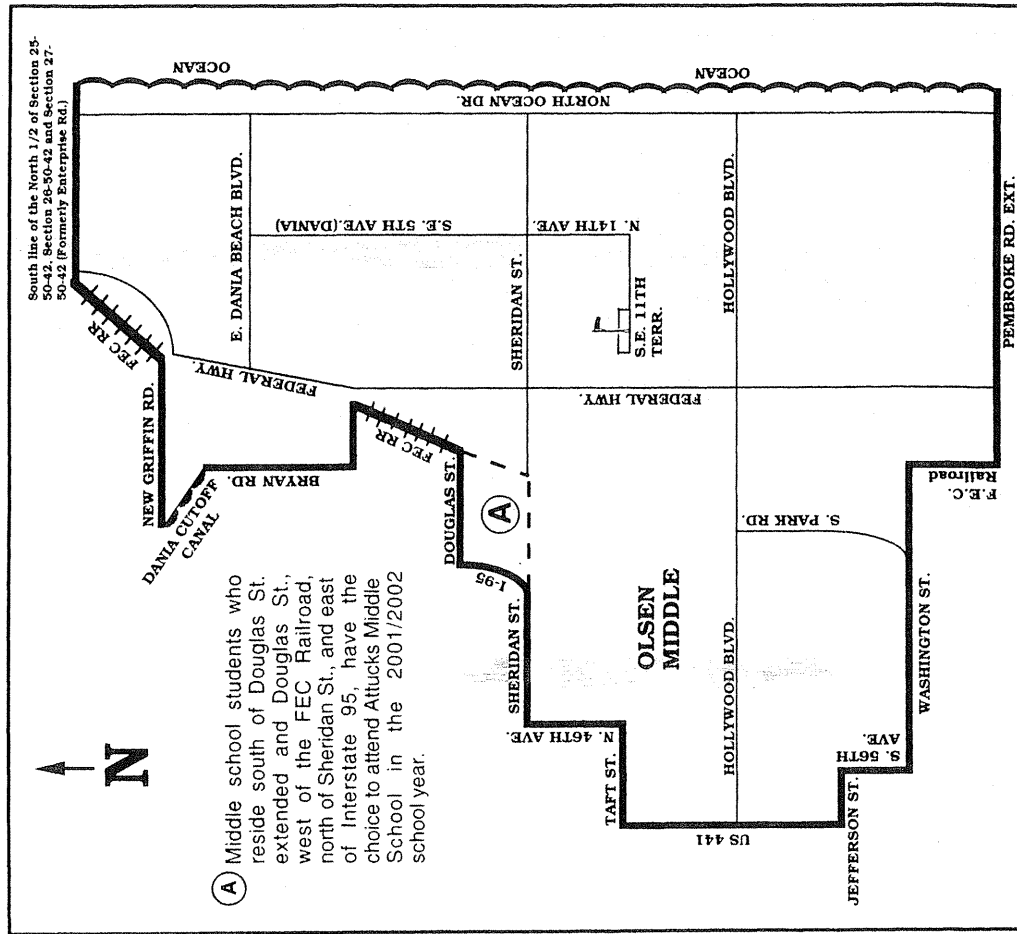 South line of the North 1/2 of Section 25-
50-42, Section 26-50-42 and Section 27-
50-42 (Formerly Enterprise Rd.)
OCEAN
OCEAN
NORTH OCEAN DR.
FEC RR
NEW GRIFFIN RD.
E. DANIA BEACH BLVD.
FEDERAL HWY.
DANIA CUTOFF
CANAL
BRYAN RD.
S.E. 5TH AVE.(DANIA)
N. 14TH AVE.
FEC RR
DOUGLAS ST.
A
I-95
SHERIDAN ST.
SHERIDAN ST.
S.E. 11TH
TERR.
N
A Middle school students who
reside south of Douglas St.
extended and Douglas St.,
west of the FEC Railroad,
north of Sheridan St., and east
of Interstate 95, have the
choice to attend Attucks Middle
School in the 2001/2002
school year.
N. 46TH AVE.
TAFT ST.
OLSEN
MIDDLE
FEDERAL HWY.
HOLLYWOOD BLVD.
HOLLYWOOD BLVD.
US 441
S. PARK RD.
JEFFERSON ST.
S. 56TH
AVE.
WASHINGTON ST.
F.E.C.
Railroad
PEMBROKE RD. EXT.